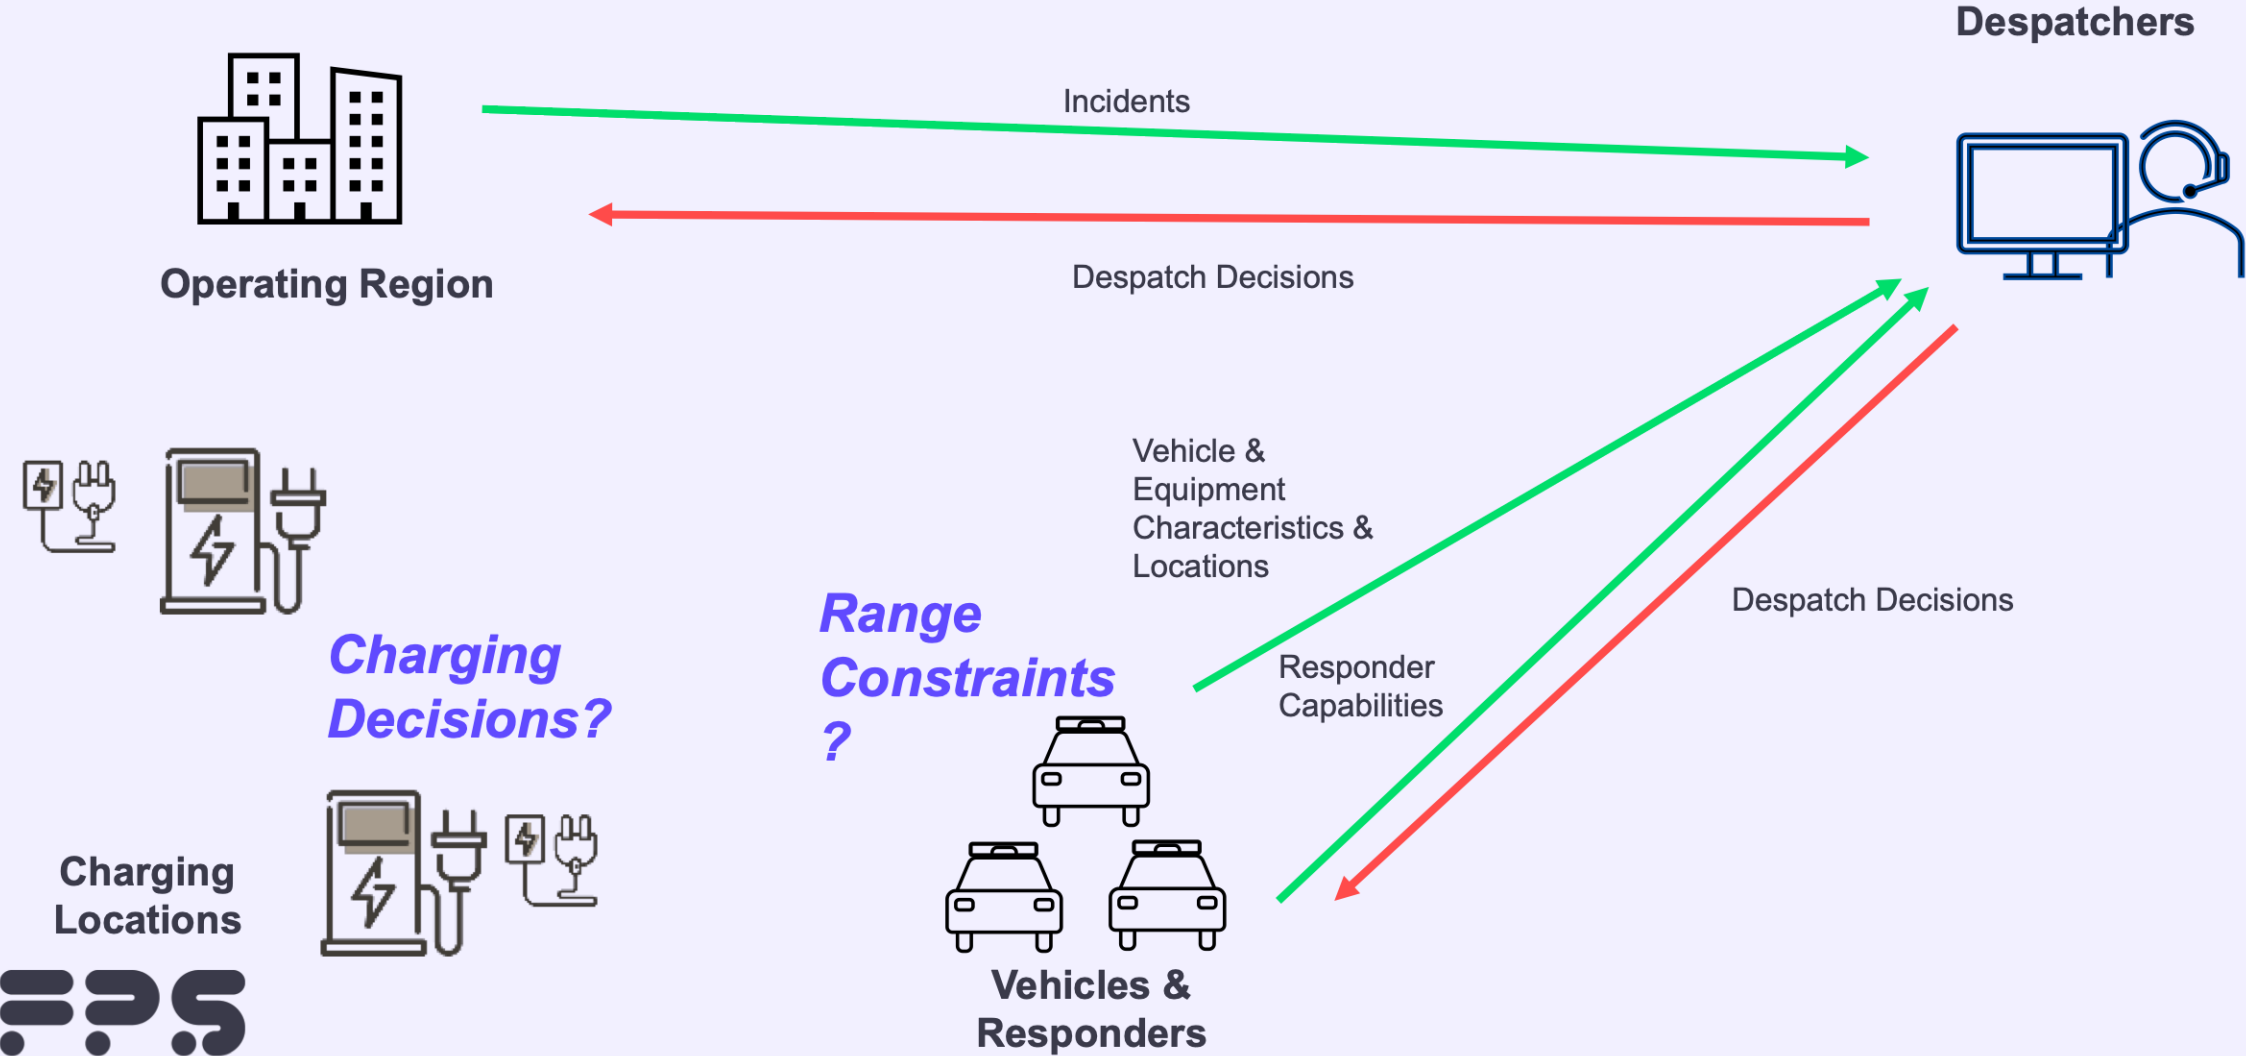 Despatchers
Incidents
Operating Region
Despatch Decisions
Vehicle &
Equipment
Characteristics &
Locations
Range
Constraints
?
Charging
Decisions?
Despatch Decisions
Responder
Capabilities
Charging
Locations
Vehicles &
Responders
FPS